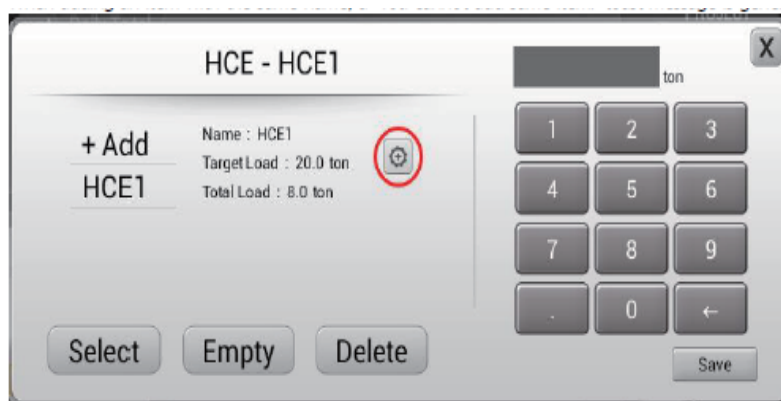 HCE - HCE1
X
ton
+ Add
HCE1
Name : HCE1
Target Load : 20.0 ton
Total Load : 8.0 ton
1 2 3
4 5 6
7 8 9
. 0 ←
Select Empty Delete
Save